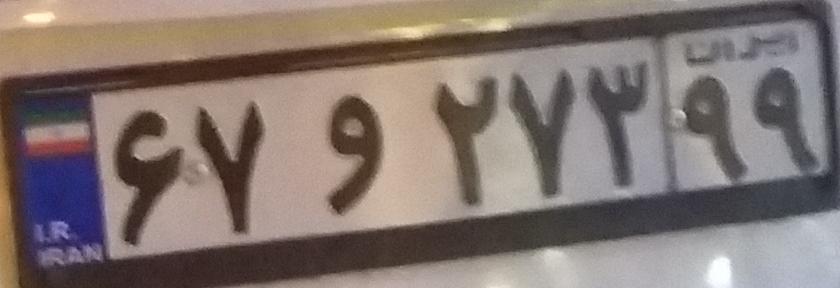 ۶۷ و ۲۷۳
ایران
۹۹
I.R.
IRAN